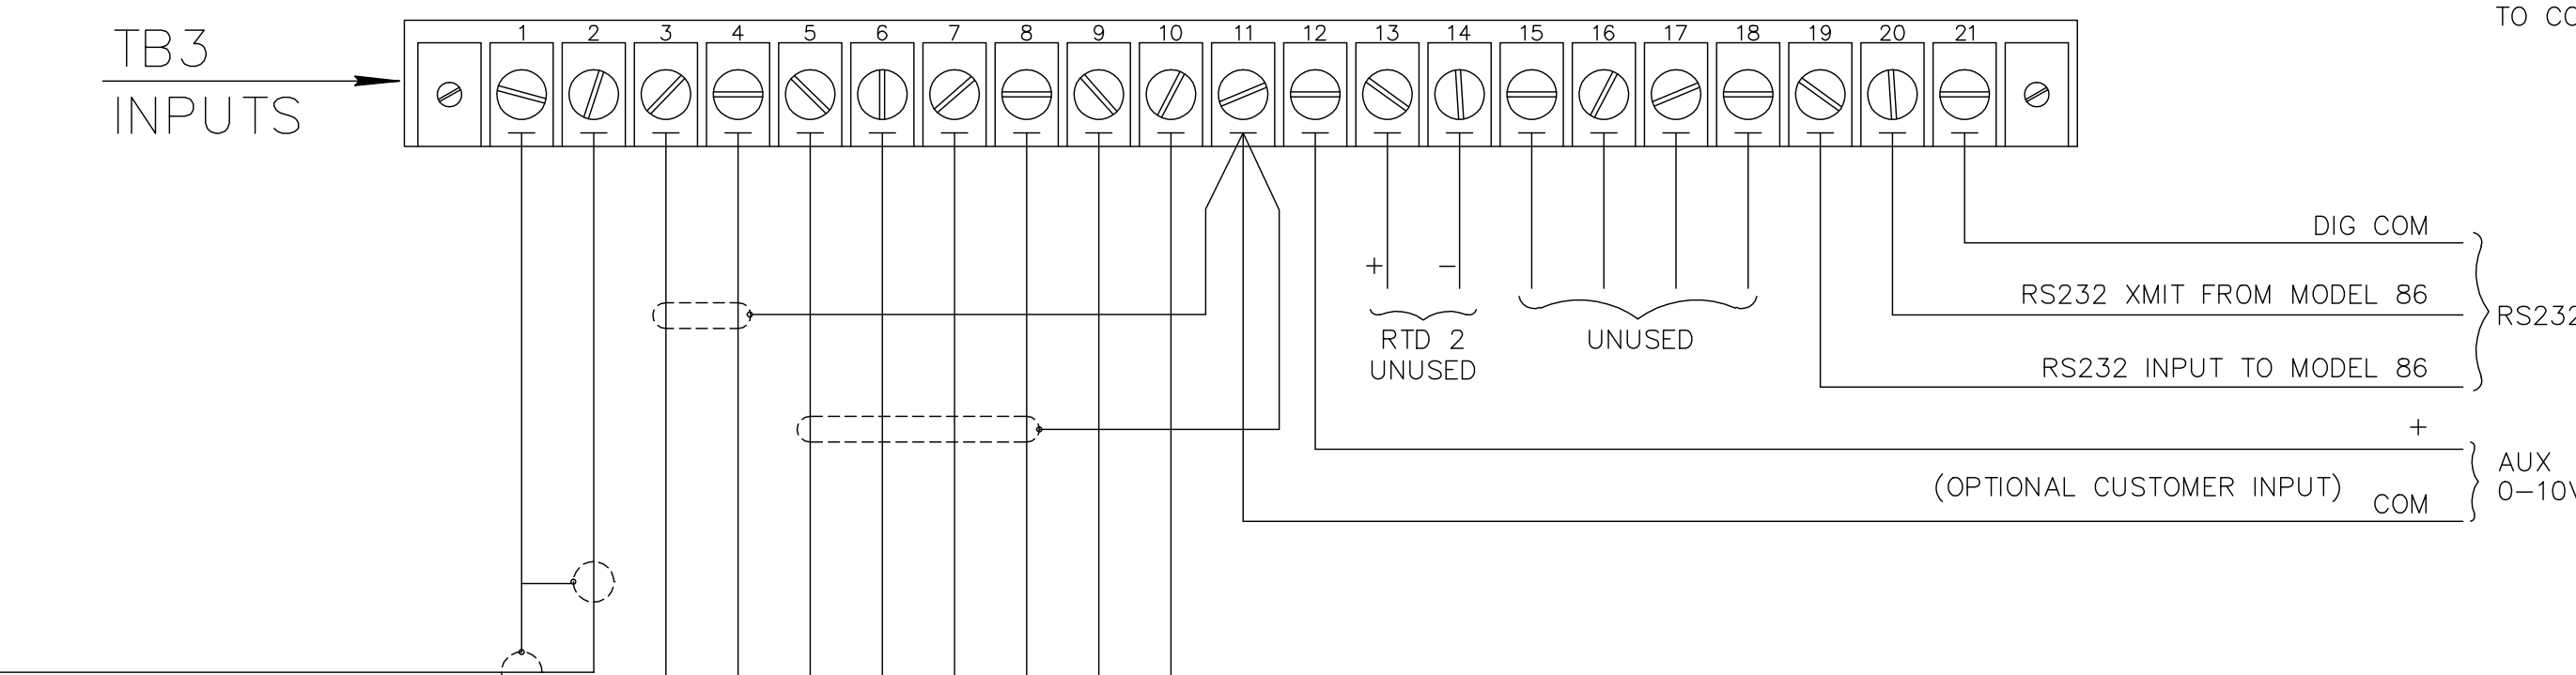 TO CO
TB3
INPUTS
1 2 3 4 5 6 7 8 9 10 11 12 13 14 15 16 17 18 19 20 21
DIG COM
+ −
RS232 XMIT FROM MODEL 86
RS232
RTD 2
UNUSED
UNUSED
RS232 INPUT TO MODEL 86
+
AUX
0−10V
(OPTIONAL CUSTOMER INPUT)
COM